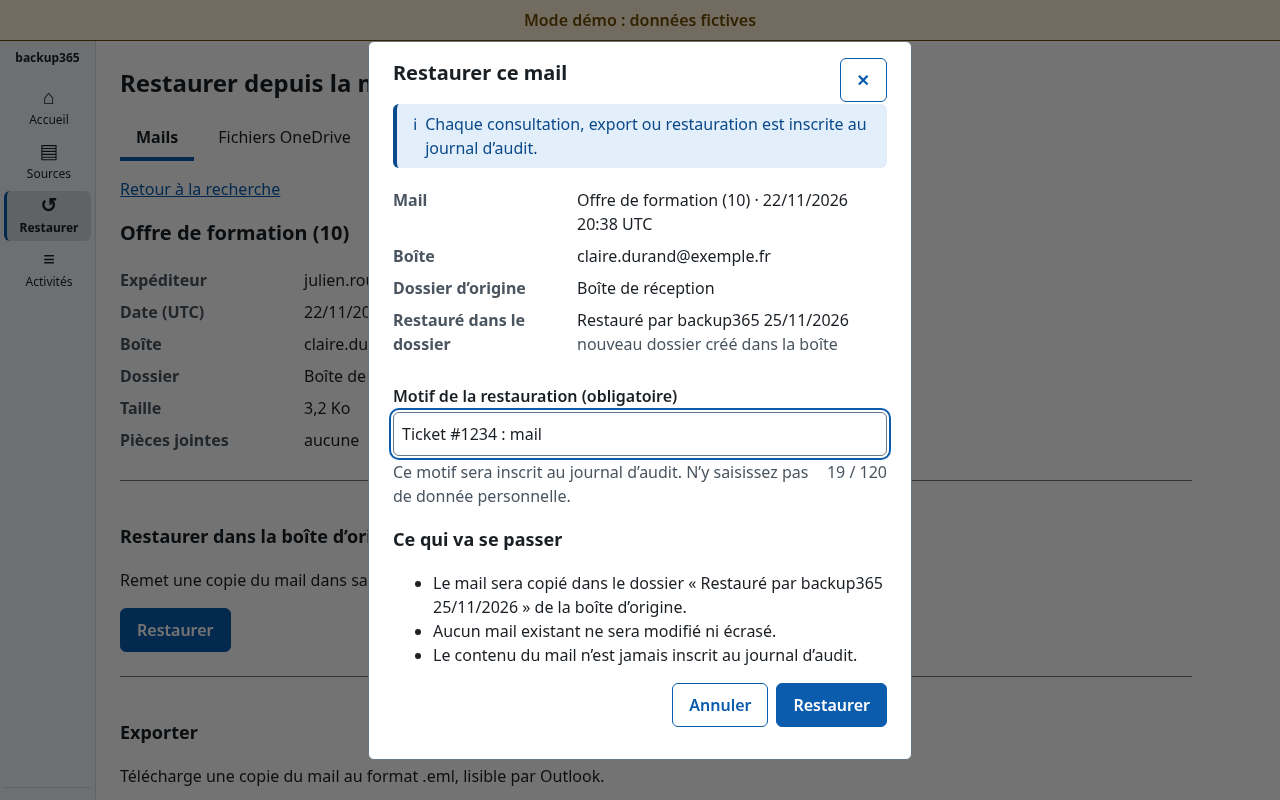 Mode démo : données fictives
backup365
⌂
Accueil
▤
Sources
↺
Restaurer
≡
Activités
Restaurer depuis la
Mails
Fichiers OneDrive
Retour à la recherche
Offre de formation (10)
Expéditeur
Date (UTC) 22/11/20
Boîte
Dossier Boîte de
Taille 3,2 Ko
Pièces jointes aucune
Restaurer dans la boîte
Remet une copie du mail dans sa
Restaurer
Exporter
Télécharge une copie du mail au format .eml, lisible par Outlook.
Restaurer ce mail
×
i Chaque consultation, export ou restauration est inscrite au
journal d’audit.
Mail Offre de formation (10) · 22/11/2026
20:38 UTC
Boîte claire.durand@exemple.fr
Dossier d’origine Boîte de réception
Restauré dans le Restauré par backup365 25/11/2026
dossier nouveau dossier créé dans la boîte
Motif de la restauration (obligatoire)
Ticket #1234 : mail
Ce motif sera inscrit au journal d’audit. N’y saisissez pas 19 / 120
de donnée personnelle.
Ce qui va se passer
• Le mail sera copié dans le dossier « Restauré par backup365
25/11/2026 » de la boîte d’origine.
• Aucun mail existant ne sera modifié ni écrasé.
• Le contenu du mail n’est jamais inscrit au journal d’audit.
Annuler
Restaurer